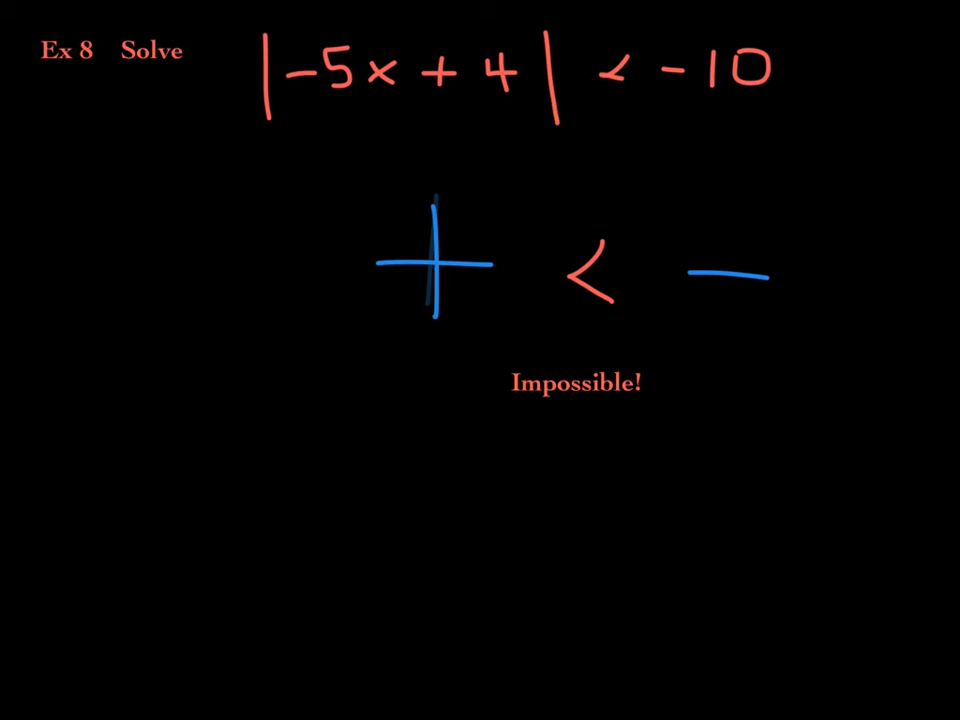 Ex 8 Solve |-5x + 4| < -10
+ < -
Impossible!